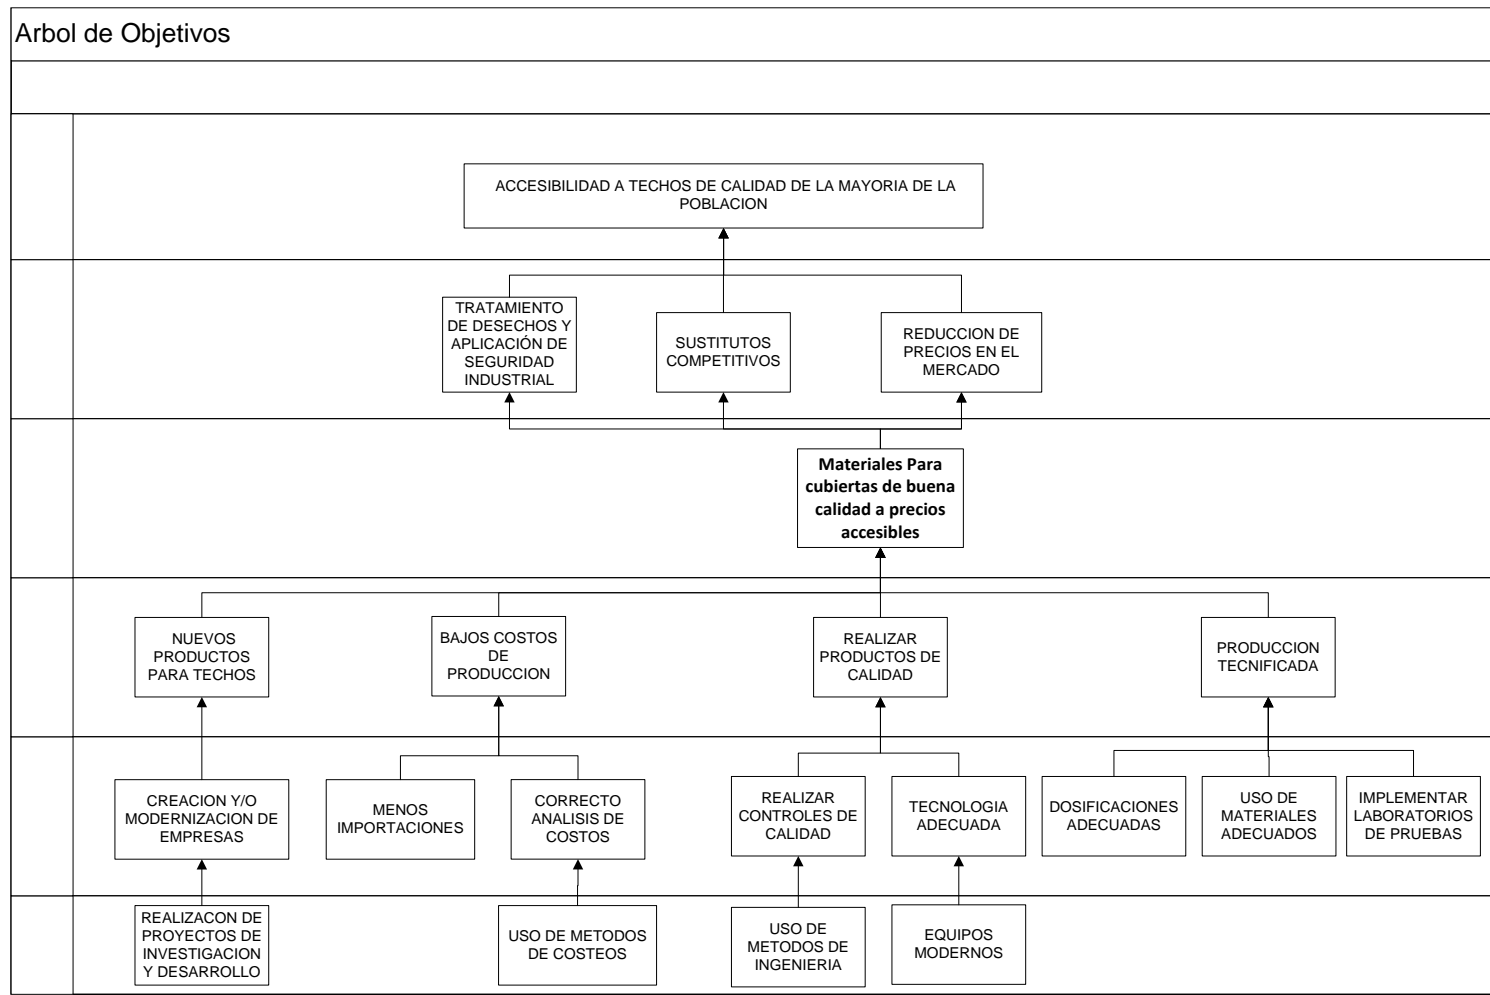 Arbol de Objetivos
ACCESIBILIDAD A TECHOS DE CALIDAD DE LA MAYORIA DE LA
POBLACION
TRATAMIENTO
DE DESECHOS Y
APLICACIÓN DE
SEGURIDAD
INDUSTRIAL
SUSTITUTOS
COMPETITIVOS
REDUCCION DE
PRECIOS EN EL
MERCADO
Materiales Para
cubiertas de buena
calidad a precios
accesibles
NUEVOS
PRODUCTOS
PARA TECHOS
BAJOS COSTOS
DE
PRODUCCION
REALIZAR
PRODUCTOS DE
CALIDAD
PRODUCCION
TECNIFICADA
CREACION Y/O
MODERNIZACION DE
EMPRESAS
MENOS
IMPORTACIONES
CORRECTO
ANALISIS DE
COSTOS
REALIZAR
CONTROLES DE
CALIDAD
TECNOLOGIA
ADECUADA
DOSIFICACIONES
ADECUADAS
USO DE
MATERIALES
ADECUADOS
IMPLEMENTAR
LABORATORIOS
DE PRUEBAS
REALIZACON DE
PROYECTOS DE
INVESTIGACION
Y DESARROLLO
USO DE METODOS
DE COSTEOS
USO DE
METODOS DE
INGENIERIA
EQUIPOS
MODERNOS